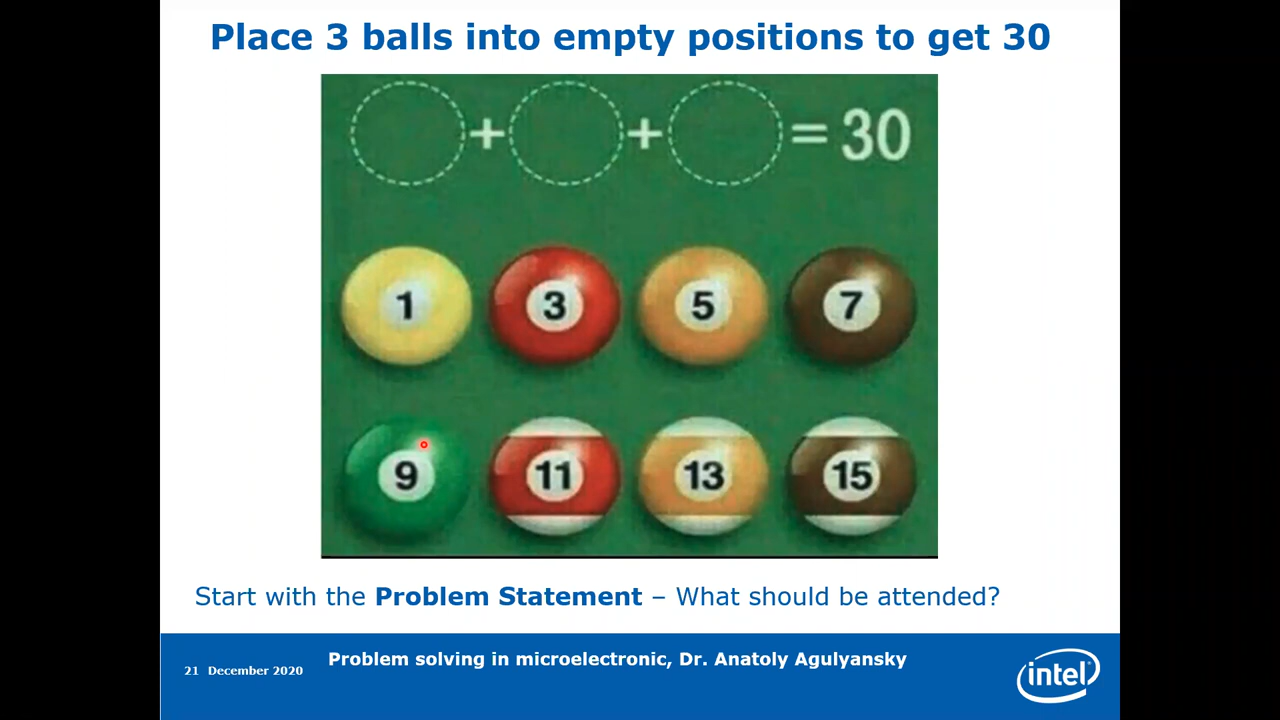 Place 3 balls into empty positions to get 30
+ + = 30
1 3 5 7
9 11 13 15
Start with the Problem Statement – What should be attended?
Problem solving in microelectronic, Dr. Anatoly Agulyansky
21 December 2020
intel